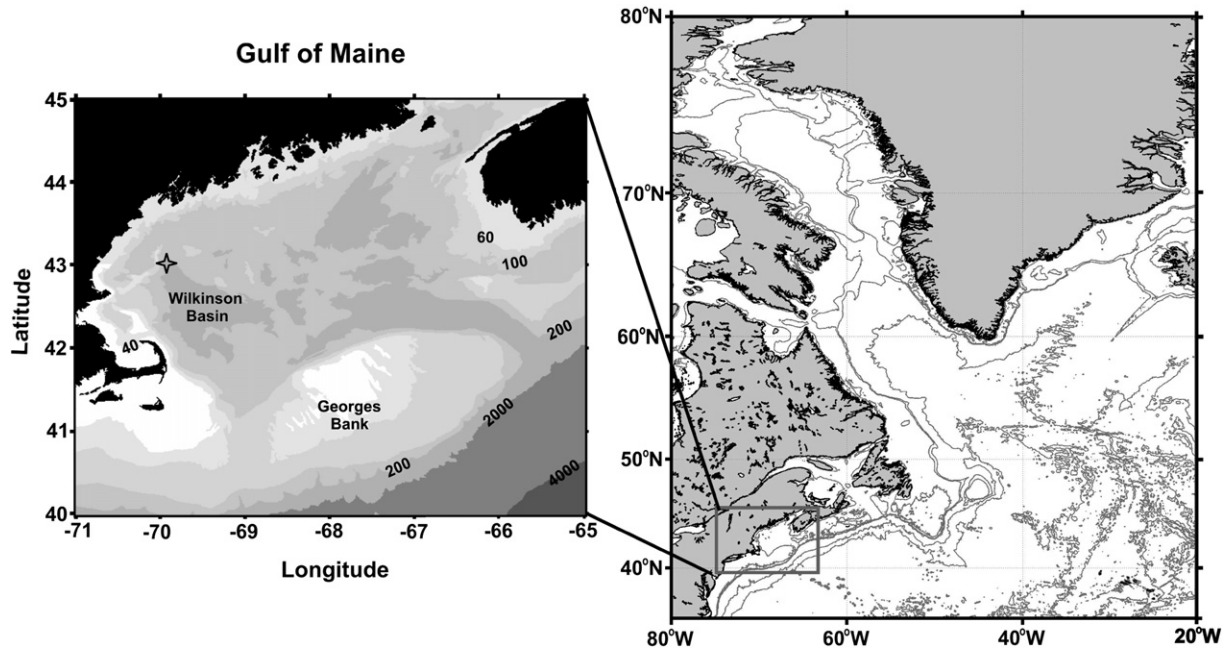 Gulf of Maine
45
44
43
42
41
40
Latitude
-71
-70
-69
-68
-67
-66
-65
Longitude
Wilkinson
Basin
Georges
Bank
40
60
100
200
2000
200
4000
80°N
70°N
60°N
50°N
40°N
80°W
60°W
40°W
20°W